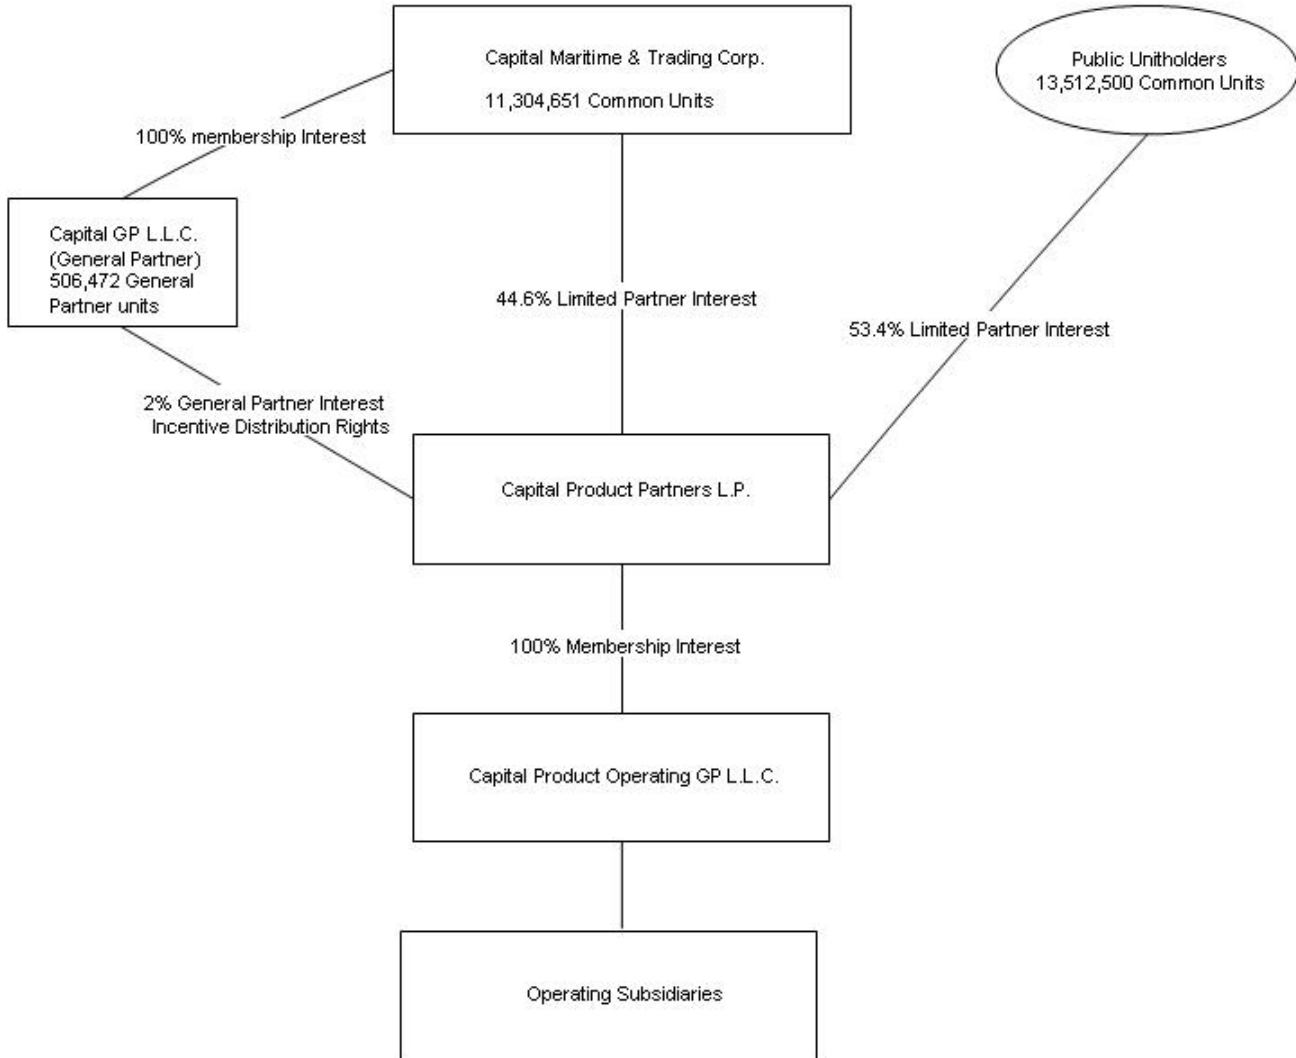 Capital Maritime & Trading Corp.
11,304,651 Common Units
Public Unitholders
13,512,500 Common Units
100% membership Interest
Capital GP L.L.C.
(General Partner)
506,472 General
Partner units
44.6% Limited Partner Interest
53.4% Limited Partner Interest
2% General Partner Interest
Incentive Distribution Rights
Capital Product Partners L.P.
100% Membership Interest
Capital Product Operating GP L.L.C.
Operating Subsidiaries